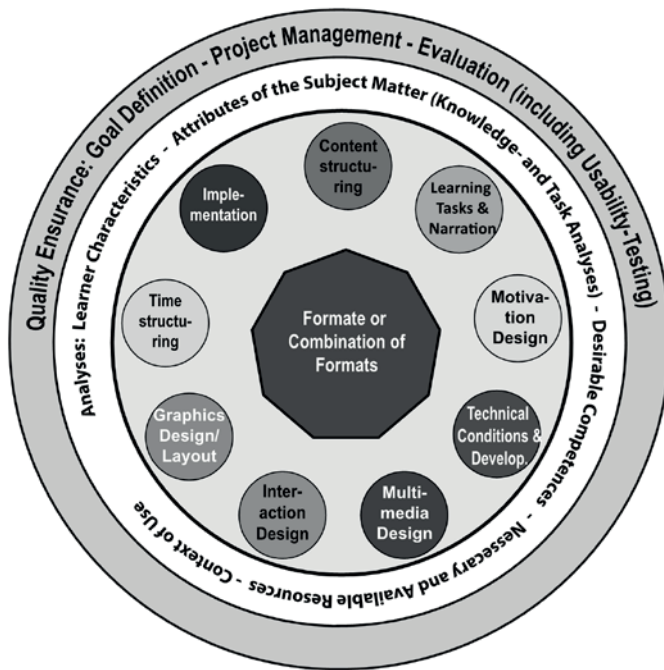 Quality Ensurance: Goal Definition - Project Management - Evaluation (including Usability-Testing)
Analyses: Learner Characteristics - Attributes of the Subject Matter (Knowledge- and Task Analyses) - Desirable Competences - Nessecary and Available Resources - Context of Use
Content
structu-
ring
Learning
Tasks &
Narration
Motiva-
tion
Design
Technical
Conditions &
Develop.
Multi-
media
Design
Inter-
action
Design
Graphics
Design/
Layout
Time
structu-
ring
Imple-
mentation
Formate or
Combination of
Formats